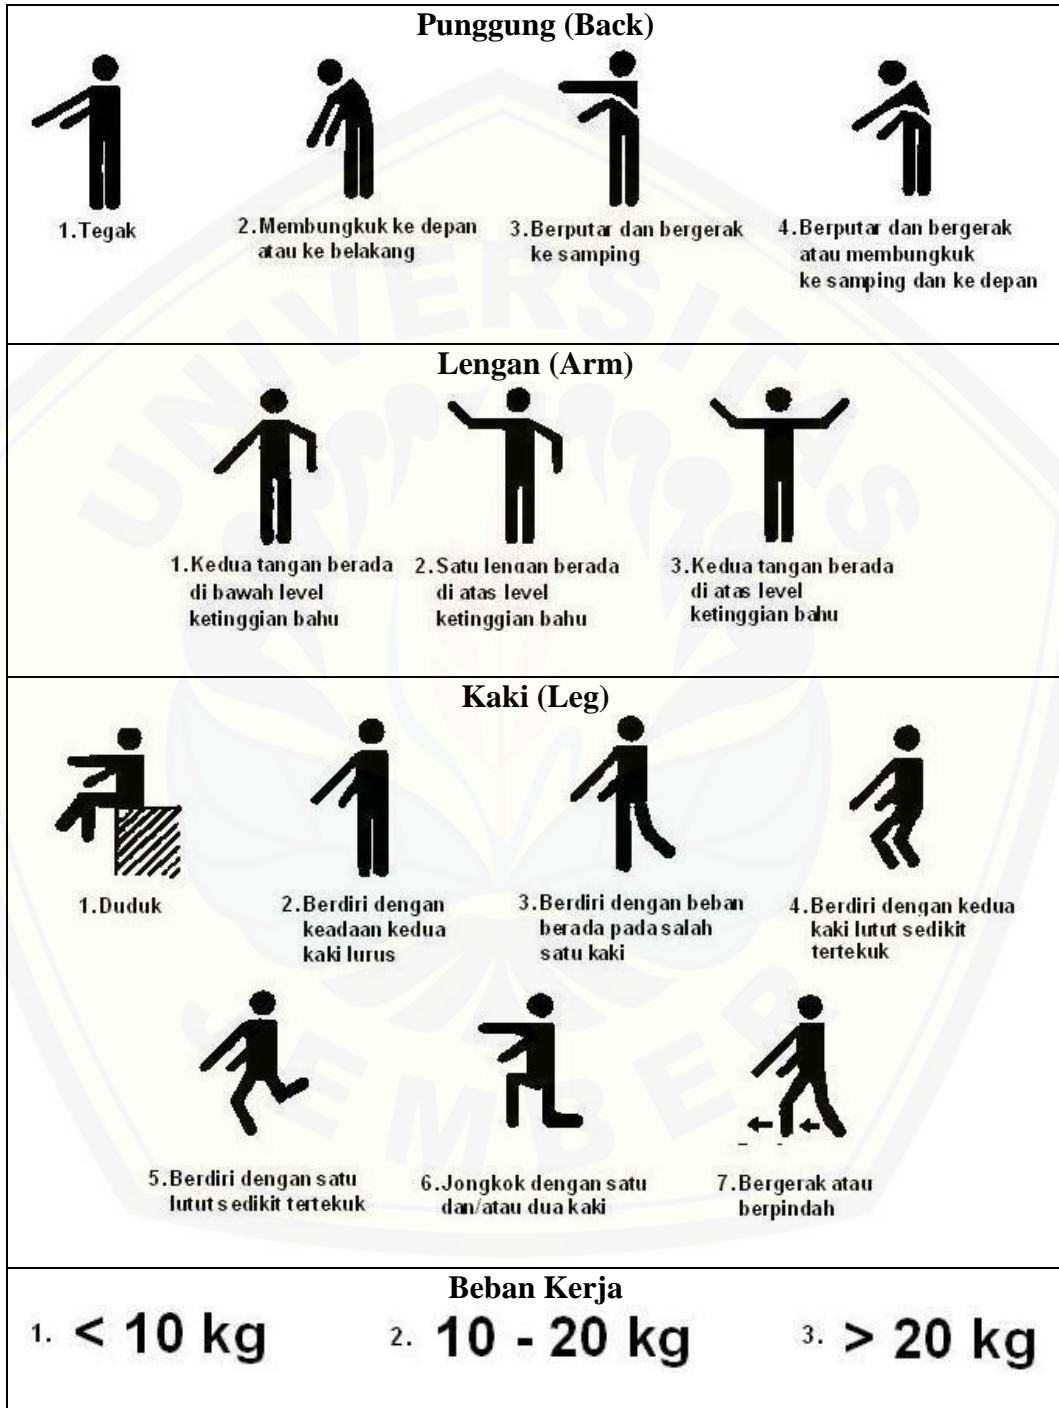 Punggung (Back)
1.Tegak
2.Membungkuk ke depan
atau ke belakang
3.Berputar dan bergerak
ke samping
4.Berputar dan bergerak
atau membungkuk
ke samping dan ke depan
Lengan (Arm)
1.Kedua tangan berada
di bawah level
ketinggian bahu
2.Satu lengan berada
di atas level
ketinggian bahu
3.Kedua tangan berada
di atas level
ketinggian bahu
Kaki (Leg)
1.Duduk
2.Berdiri dengan
keadaan kedua
kaki lurus
3.Berdiri dengan beban
berada pada salah
satu kaki
4.Berdiri dengan kedua
kaki lutut sedikit
tertekuk
5.Berdiri dengan satu
lutut sedikit tertekuk
6.Jongkok dengan satu
dan/atau dua kaki
7.Bergerak atau
berpindah
Beban Kerja
1. < 10 kg
2. 10 - 20 kg
3. > 20 kg
UNIVERSITAS
JEMBER